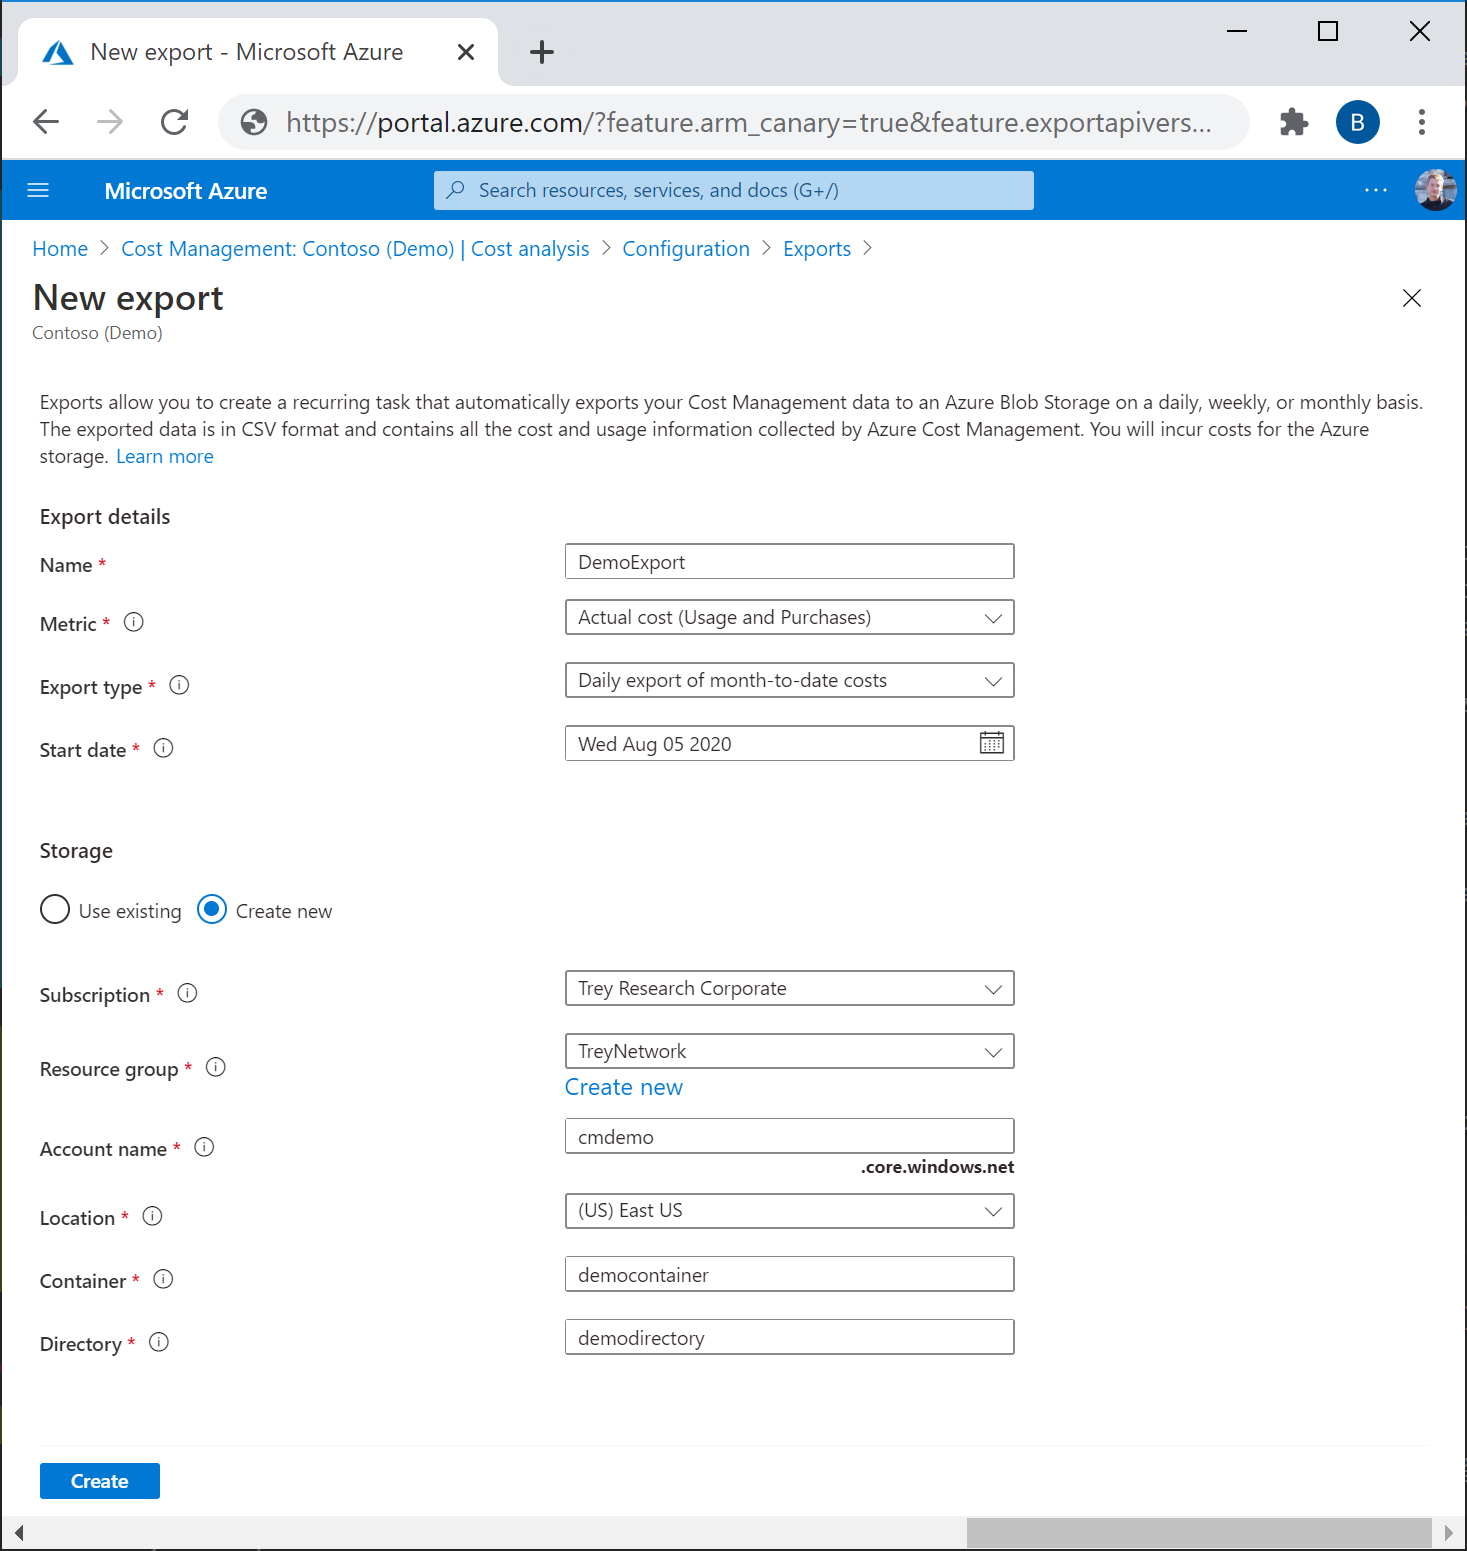 New export - Microsoft Azure
https://portal.azure.com/?feature.arm_canary=true&feature.exportapivers...
B
Microsoft Azure
Search resources, services, and docs (G+/)
Home > Cost Management: Contoso (Demo) | Cost analysis > Configuration > Exports >
New export
Contoso (Demo)
Exports allow you to create a recurring task that automatically exports your Cost Management data to an Azure Blob Storage on a daily, weekly, or monthly basis.
The exported data is in CSV format and contains all the cost and usage information collected by Azure Cost Management. You will incur costs for the Azure
storage. Learn more
Export details
Name * DemoExport
Metric * Actual cost (Usage and Purchases)
Export type * Daily export of month-to-date costs
Start date * Wed Aug 05 2020
Storage
Use existing Create new
Subscription * Trey Research Corporate
Resource group * TreyNetwork
Create new
Account name * cmdemo
.core.windows.net
Location * (US) East US
Container * democontainer
Directory * demodirectory
Create